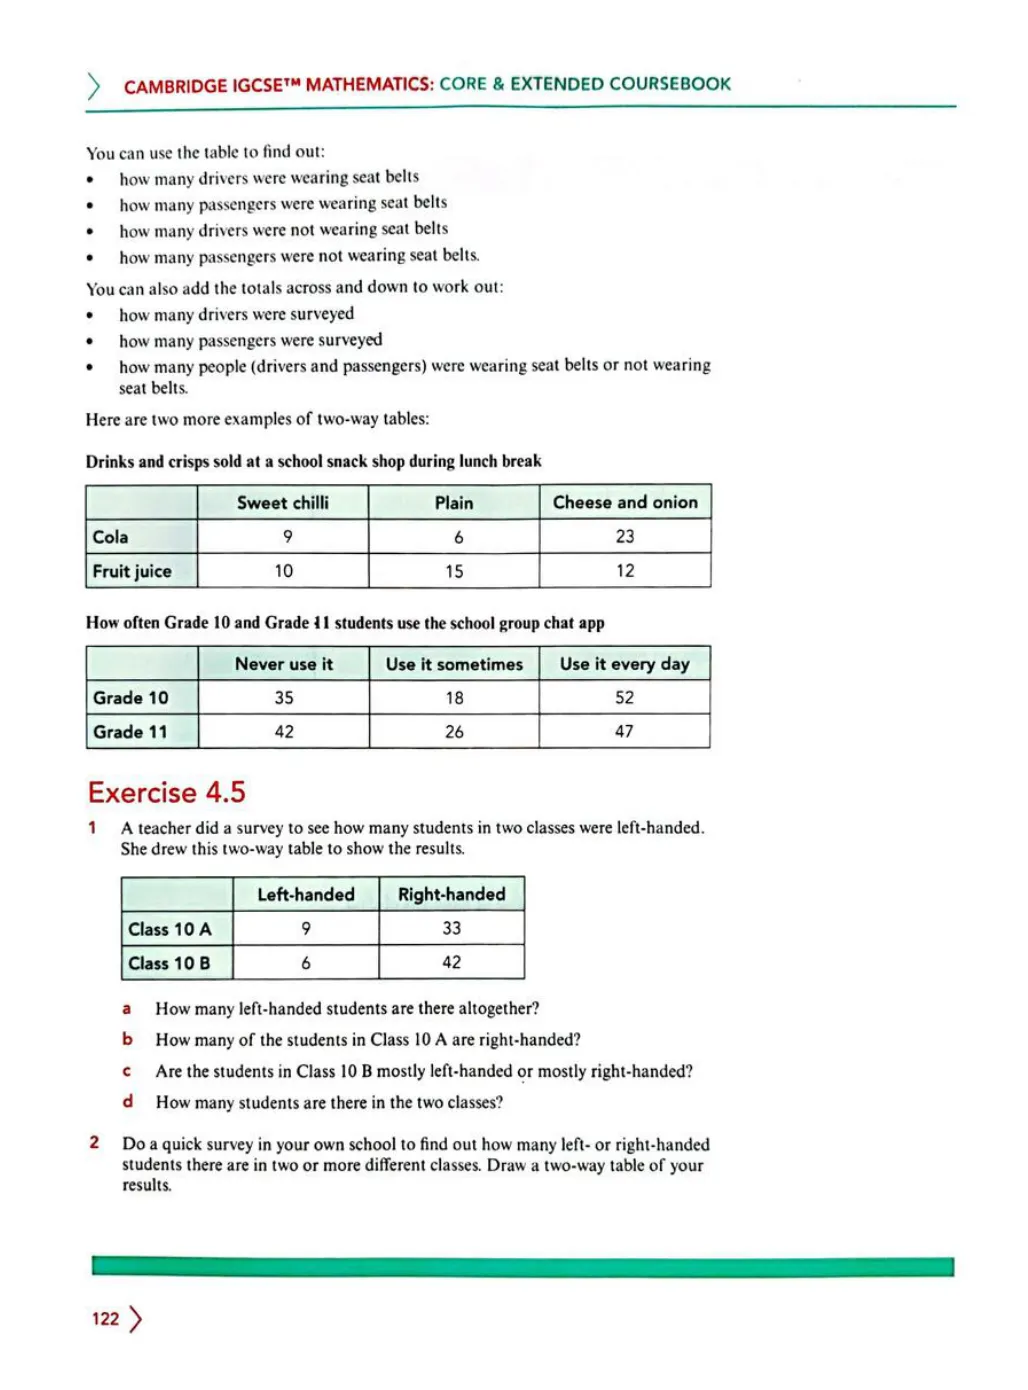 CAMBRIDGE IGCSE™ MATHEMATICS: CORE & EXTENDED COURSEBOOK
You can use the table to find out:
• how many drivers were wearing seat belts
• how many passengers were wearing seat belts
• how many drivers were not wearing seat belts
• how many passengers were not wearing seat belts.
You can also add the totals across and down to work out:
• how many drivers were surveyed
• how many passengers were surveyed
• how many people (drivers and passengers) were wearing seat belts or not wearing
seat belts.
Here are two more examples of two-way tables:
Drinks and crisps sold at a school snack shop during lunch break
Sweet chilli Plain Cheese and onion
Cola 9 6 23
Fruit juice 10 15 12
How often Grade 10 and Grade 11 students use the school group chat app
Never use it Use it sometimes Use it every day
Grade 10 35 18 52
Grade 11 42 26 47
Exercise 4.5
1 A teacher did a survey to see how many students in two classes were left-handed.
She drew this two-way table to show the results.
Left-handed Right-handed
Class 10 A 9 33
Class 10 B 6 42
a How many left-handed students are there altogether?
b How many of the students in Class 10 A are right-handed?
c Are the students in Class 10 B mostly left-handed or mostly right-handed?
d How many students are there in the two classes?
2 Do a quick survey in your own school to find out how many left- or right-handed
students there are in two or more different classes. Draw a two-way table of your
results.
122